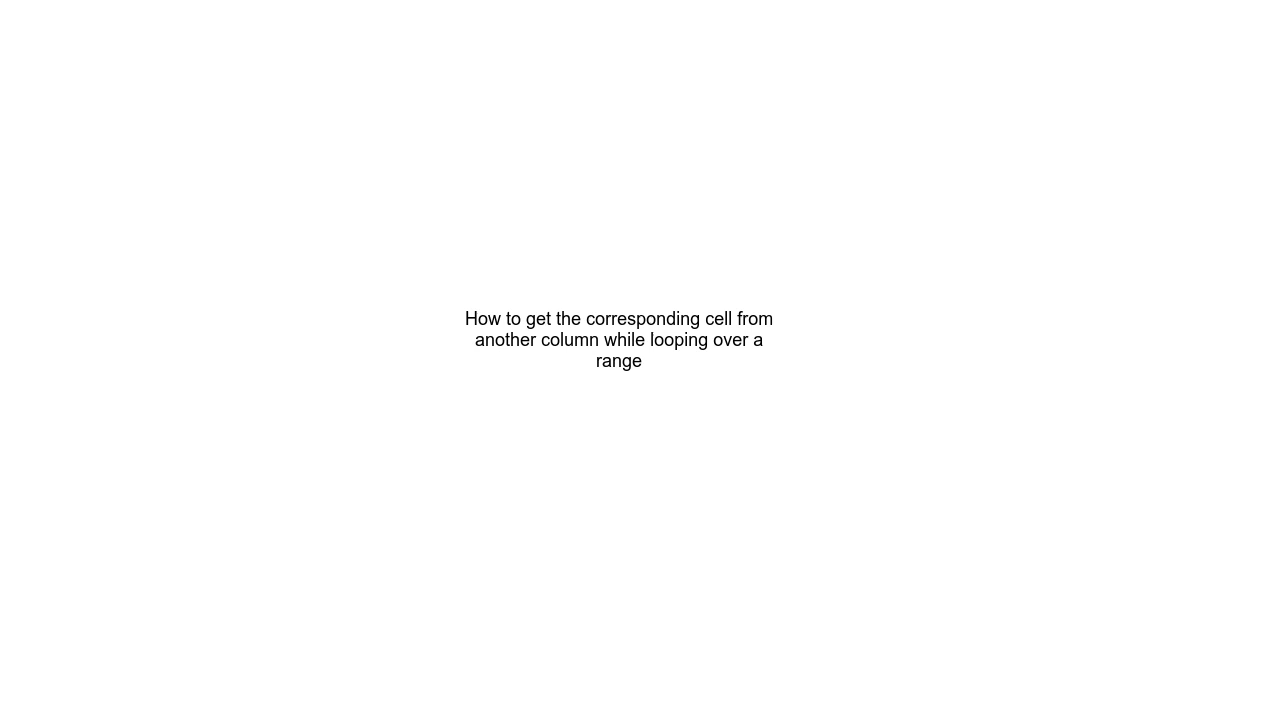 How to get the corresponding cell from
another column while looping over a
range